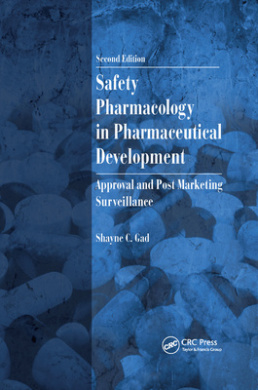 Second Edition
Safety
Pharmacology
in Pharmaceutical
Development
Approval and Post Marketing
Surveillance
Shayne C. Gad
CRC Press
Taylor & Francis Group